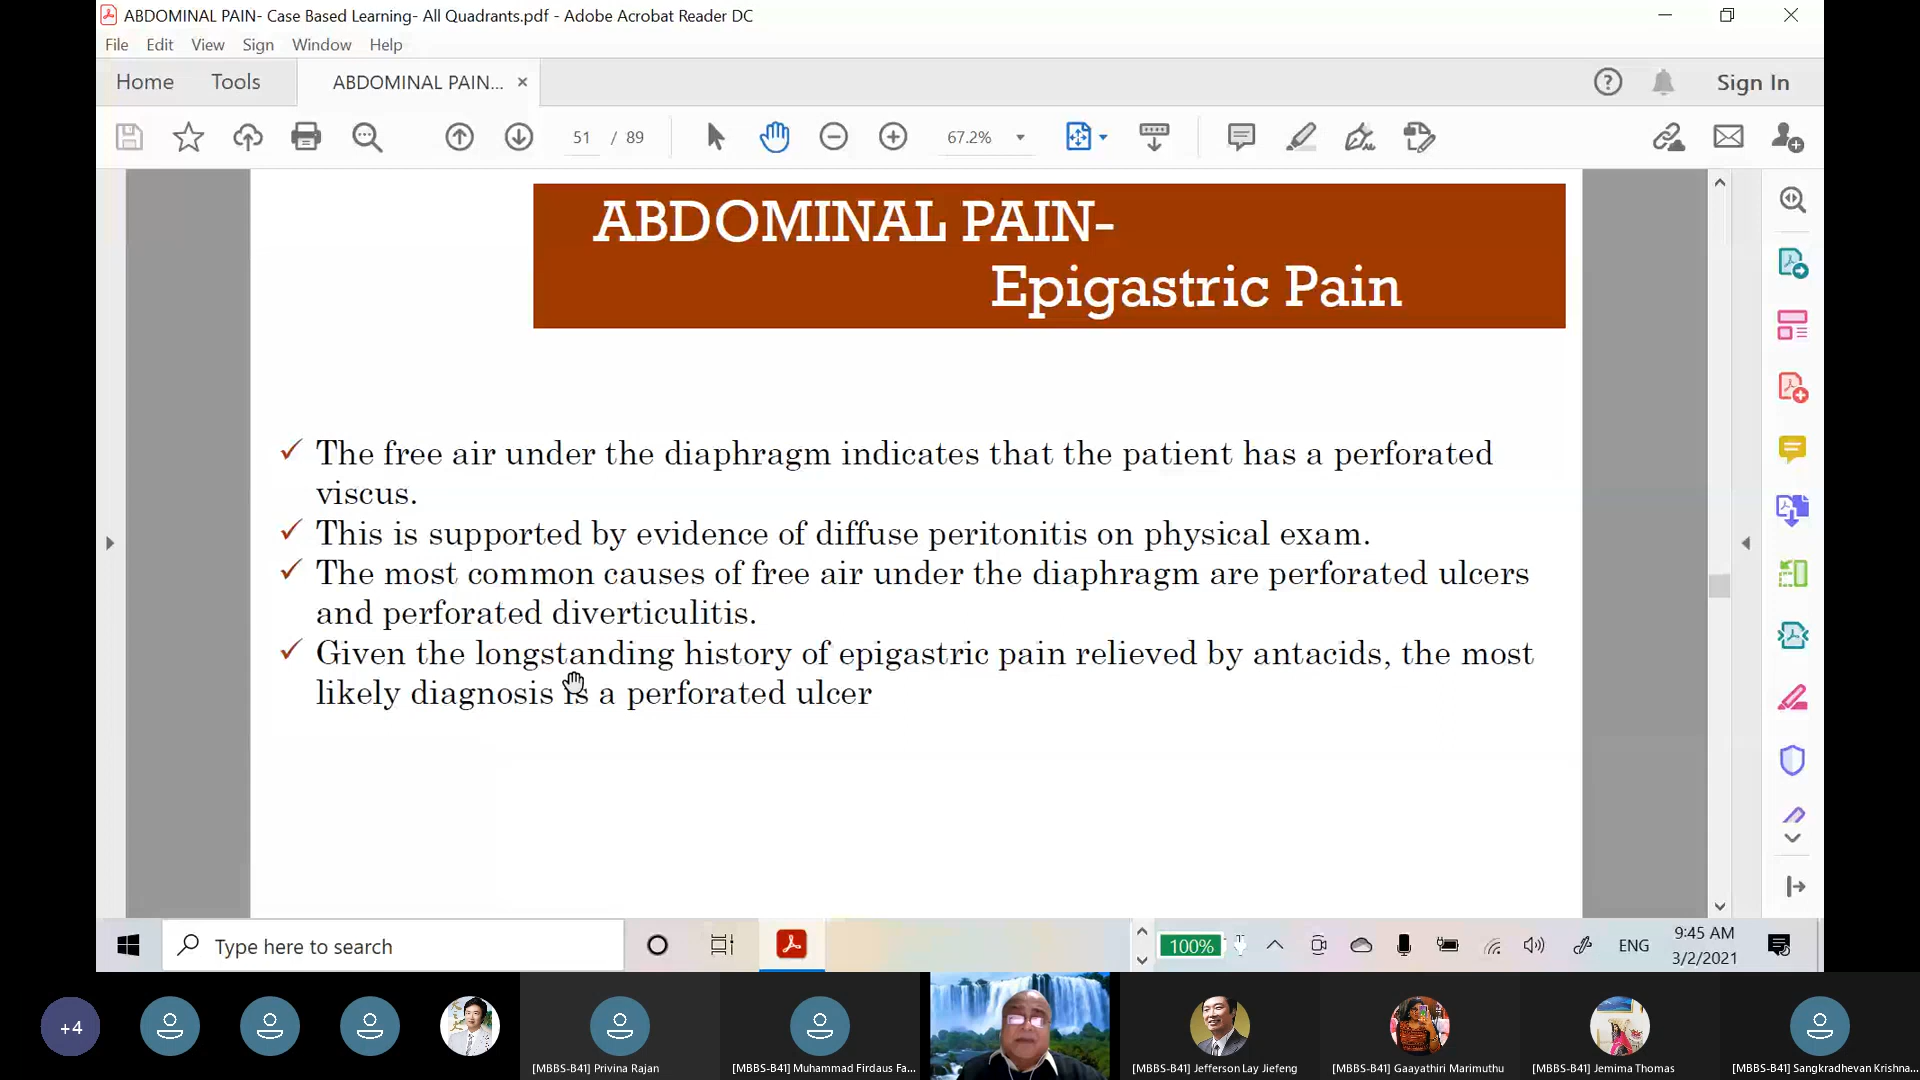 ABDOMINAL PAIN- Case Based Learning- All Quadrants.pdf - Adobe Acrobat Reader DC
File Edit View Sign Window Help
Home Tools ABDOMINAL PAIN... × Sign In
51 / 89 67.2%
ABDOMINAL PAIN-
Epigastric Pain
✓ The free air under the diaphragm indicates that the patient has a perforated
viscus.
✓ This is supported by evidence of diffuse peritonitis on physical exam.
✓ The most common causes of free air under the diaphragm are perforated ulcers
and perforated diverticulitis.
✓ Given the longstanding history of epigastric pain relieved by antacids, the most
likely diagnosis is a perforated ulcer
Type here to search
100%
ENG
9:45 AM
3/2/2021
+4
[MBBS-B41] Privina Rajan
[MBBS-B41] Muhammad Firdaus Fa...
[MBBS-B41] Jefferson Lay Jiefeng
[MBBS-B41] Gaayathiri Marimuthu
[MBBS-B41] Jemima Thomas
[MBBS-B41] Sangkradhevan Krishna...